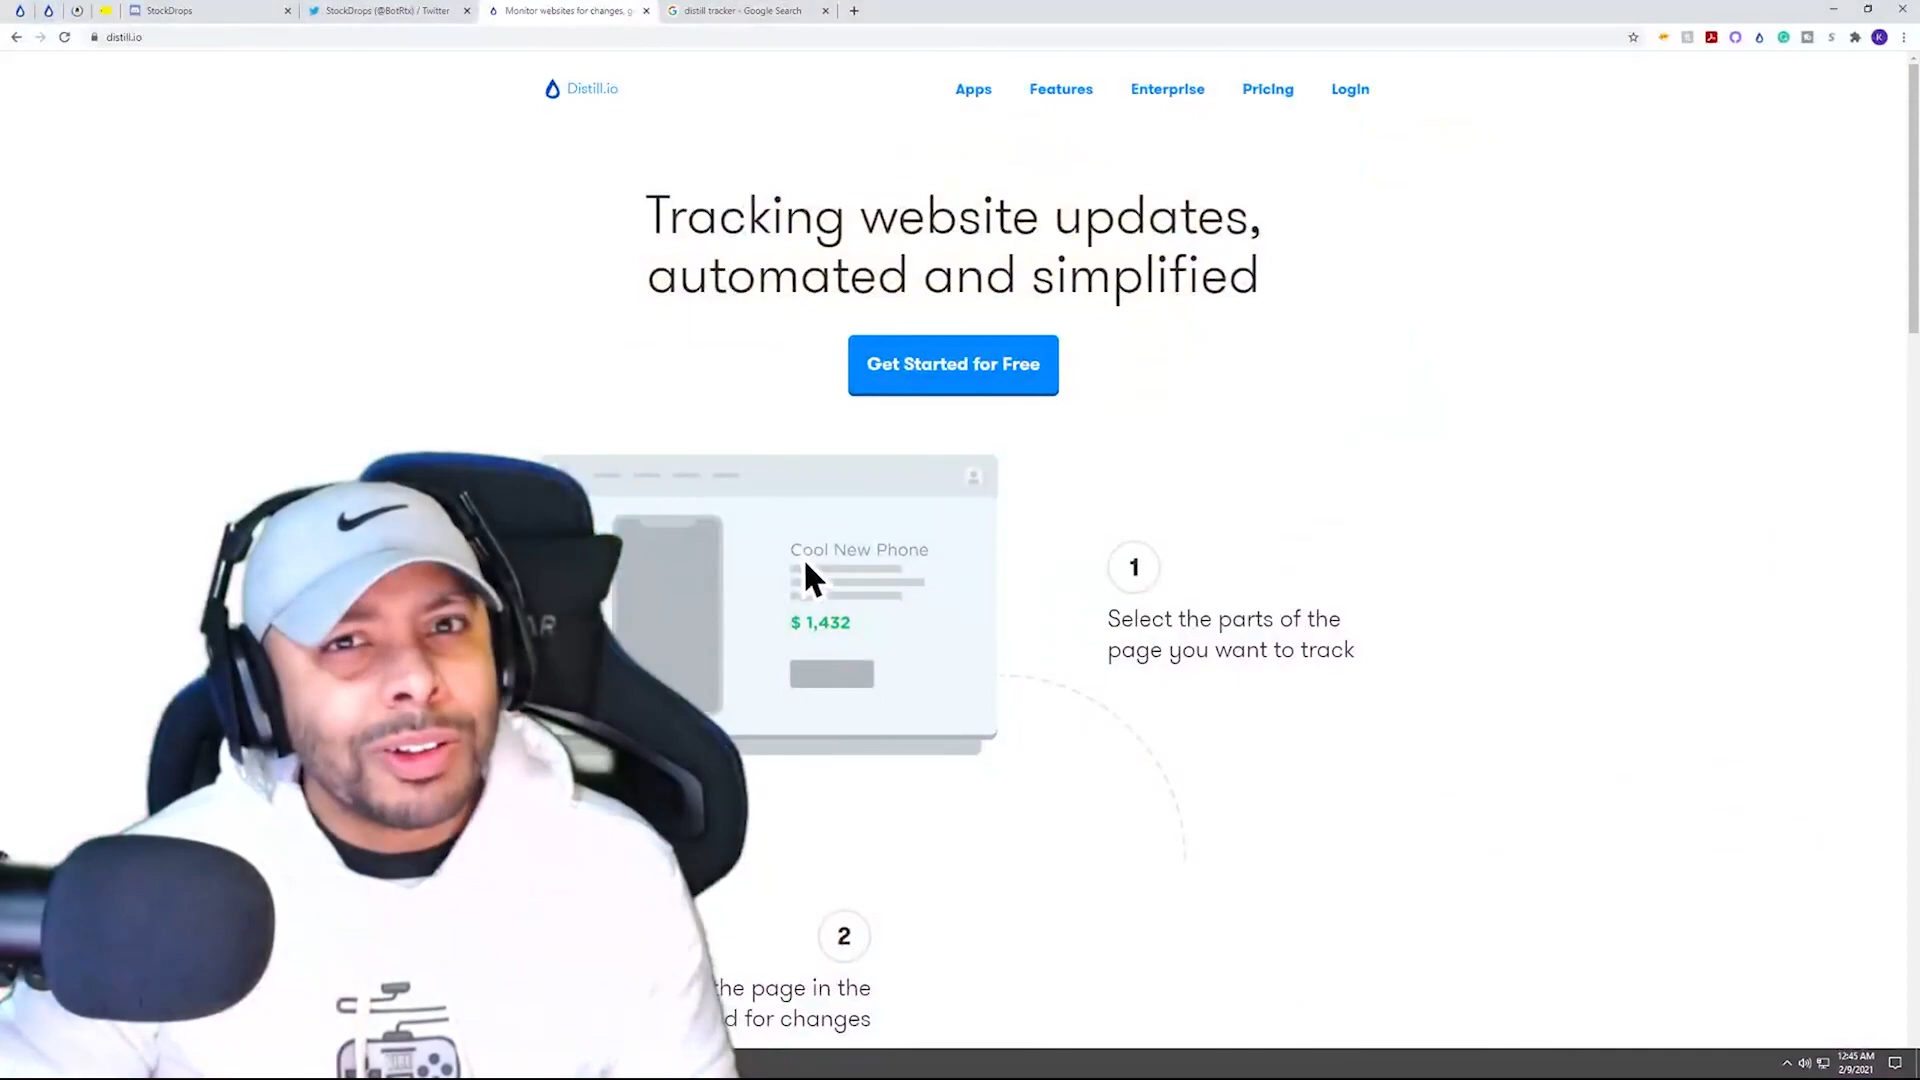 StockDrops
StockDrops (@BotRtx) / Twitter
Monitor websites for changes, g
distill tracker - Google Search
distill.io
Distill.io
Apps
Features
Enterprise
Pricing
Login
Tracking website updates,
automated and simplified
Get Started for Free
Cool New Phone
$ 1,432
1
Select the parts of the
page you want to track
AR
2
the page in the
d for changes
12:45 AM
2/9/2021